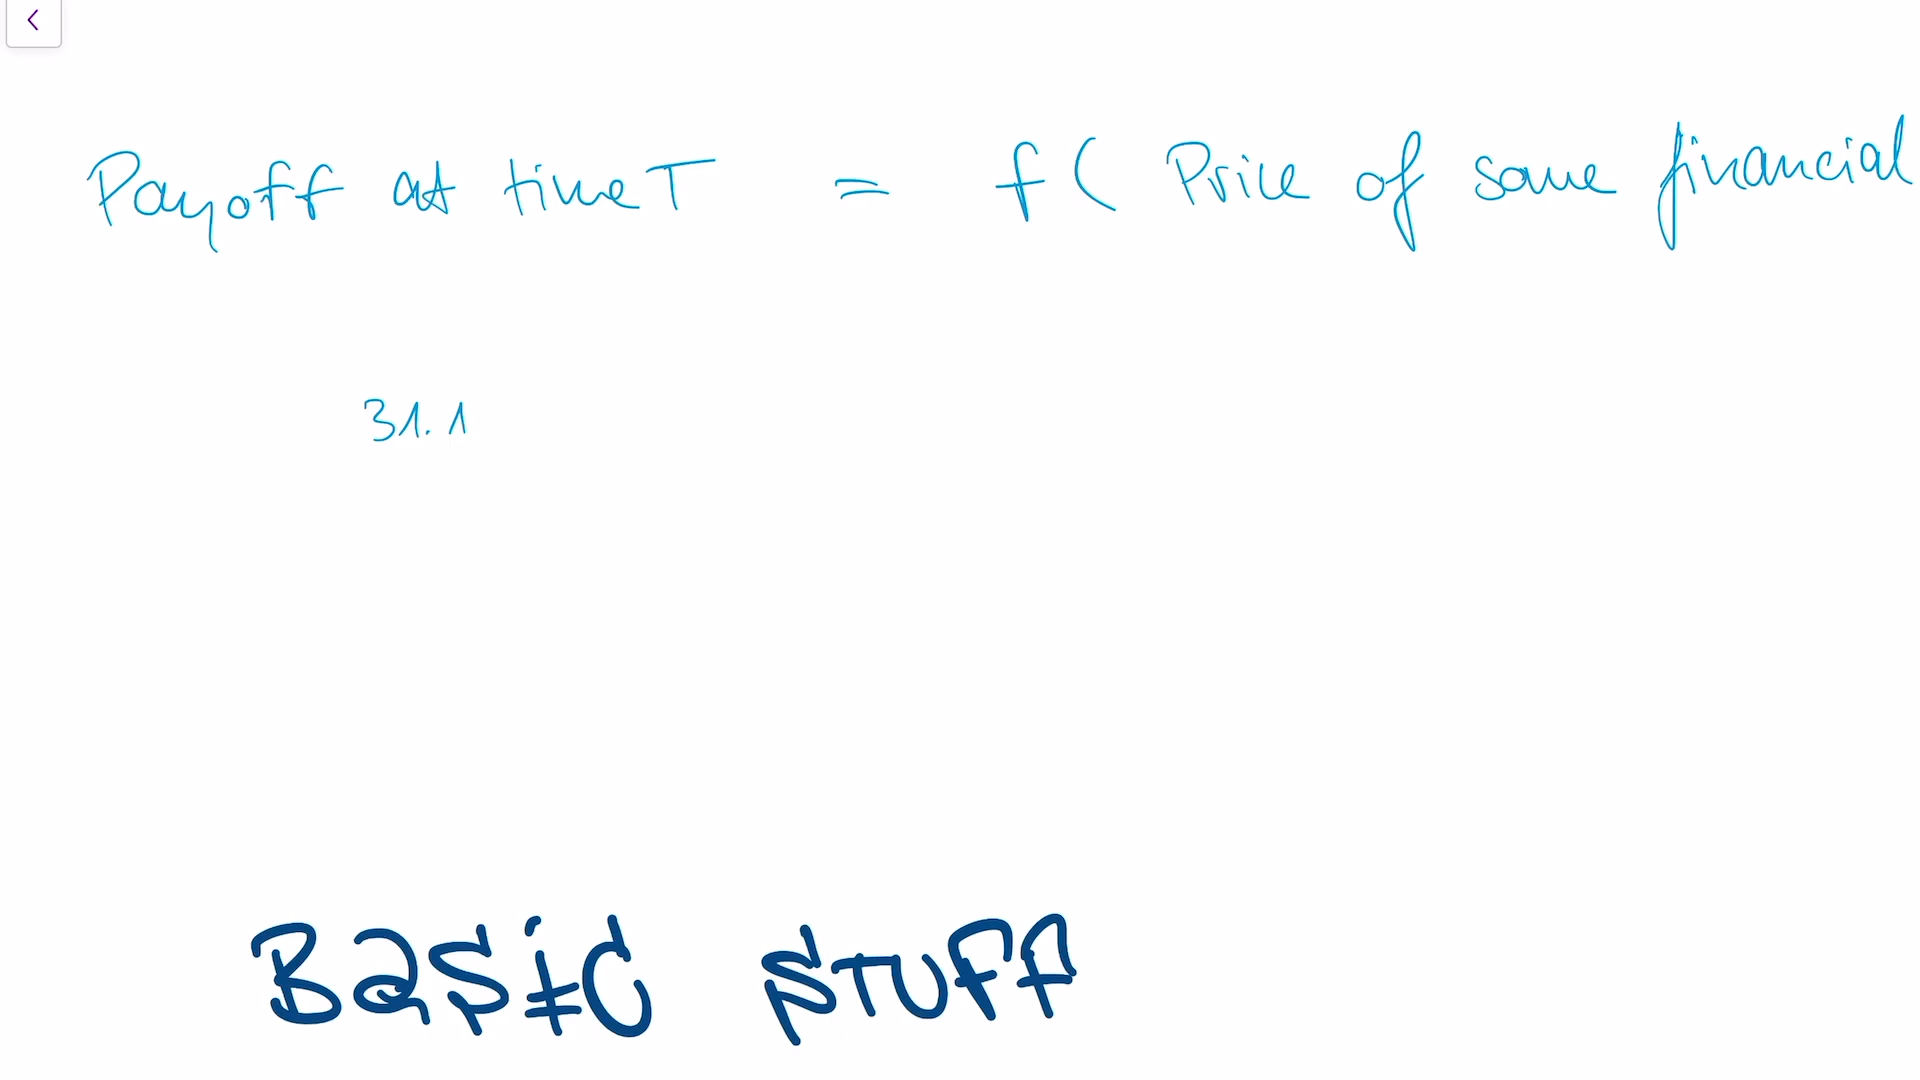 Payoff at time T = f( Price of some financial
31.1
BaSiC STUFF